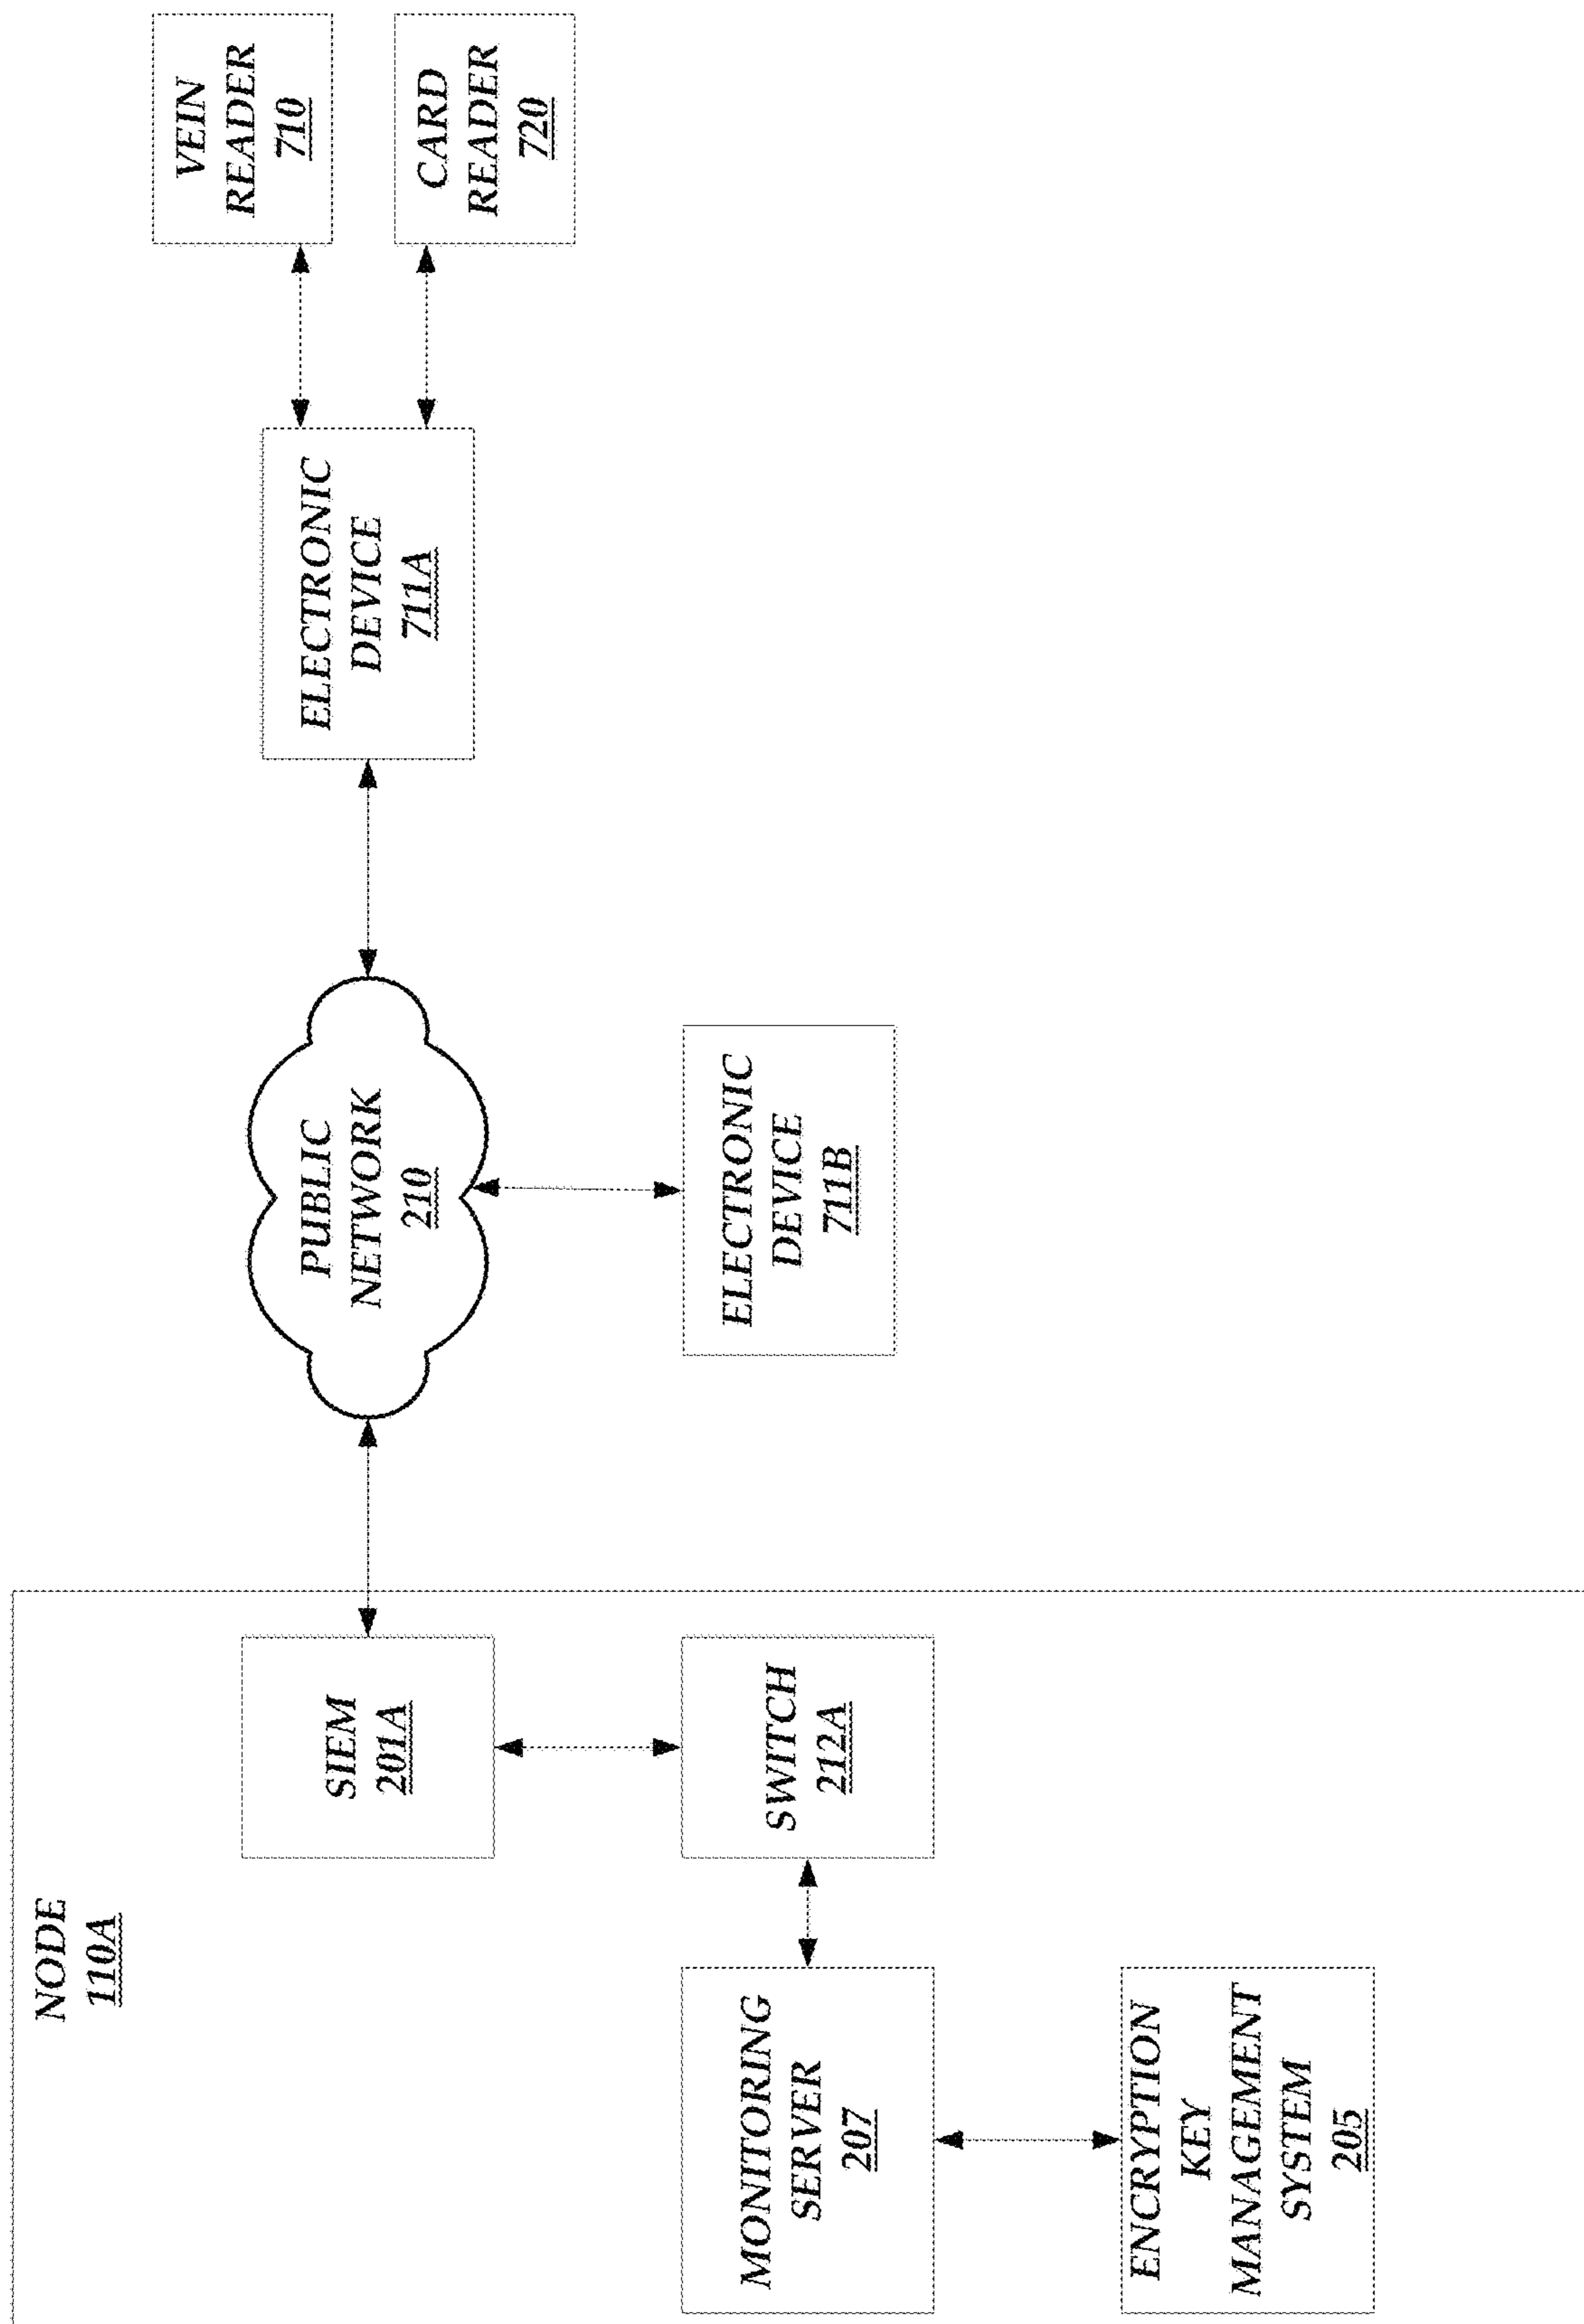 NODE
110A
SIEM
201A
PUBLIC
NETWORK
210
ELECTRONIC
DEVICE
711A
VEIN
READER
710
CARD
READER
720
MONITORING
SERVER
207
SWITCH
212A
ELECTRONIC
DEVICE
711B
ENCRYPTION
KEY
MANAGEMENT
SYSTEM
205